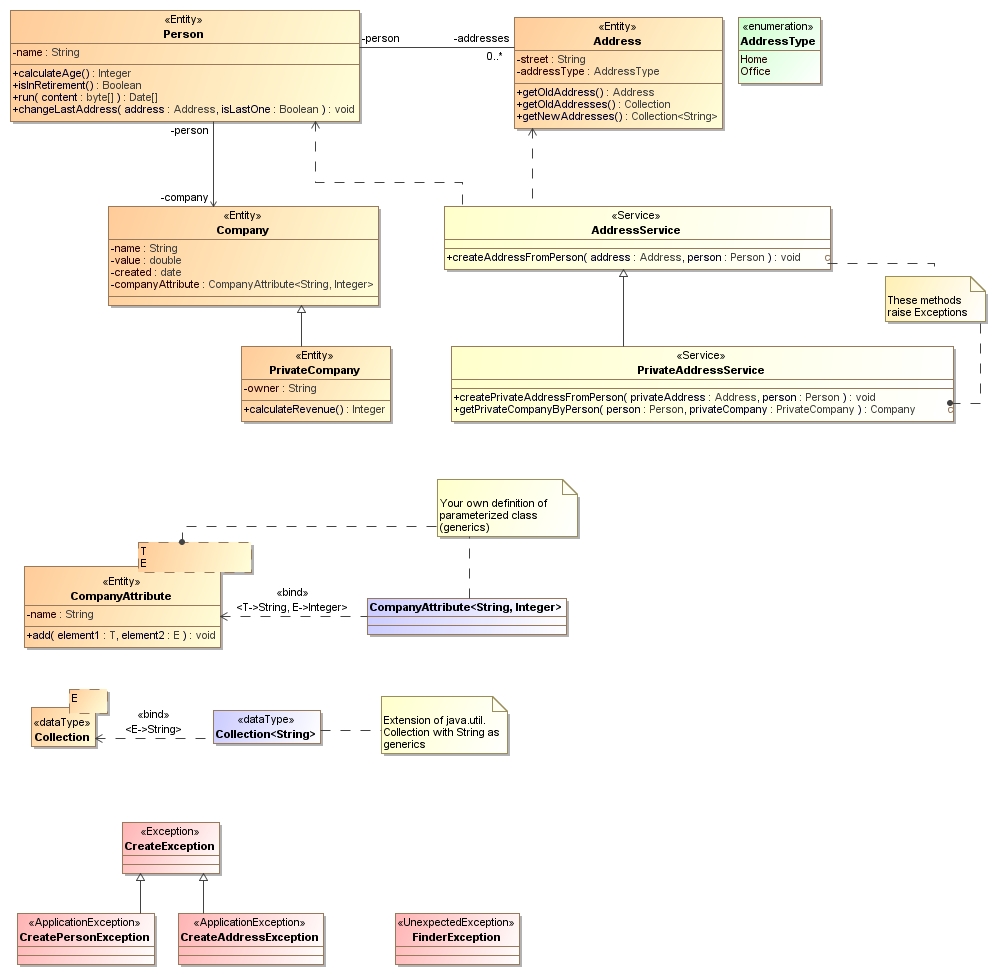 «Entity»
Person
-name : String
+calculateAge() : Integer
+isInRetirement() : Boolean
+run( content : byte[] ) : Date[]
+changeLastAddress( address : Address, isLastOne : Boolean ) : void
-person
-addresses
0..*
«Entity»
Address
-street : String
-addressType : AddressType
+getOldAddress() : Address
+getOldAddresses() : Collection
+getNewAddresses() : Collection<String>
«enumeration»
AddressType
Home
Office
-person
-company
«Entity»
Company
-name : String
-value : double
-created : date
-companyAttribute : CompanyAttribute<String, Integer>
«Service»
AddressService
+createAddressFromPerson( address : Address, person : Person ) : void
These methods
raise Exceptions
«Entity»
PrivateCompany
-owner : String
+calculateRevenue() : Integer
«Service»
PrivateAddressService
+createPrivateAddressFromPerson( privateAddress : Address, person : Person ) : void
+getPrivateCompanyByPerson( person : Person, privateCompany : PrivateCompany ) : Company
Your own definition of
parameterized class
(generics)
T
E
«Entity»
CompanyAttribute
-name : String
+add( element1 : T, element2 : E ) : void
«bind»
<T->String, E->Integer>
CompanyAttribute<String, Integer>
E
«dataType»
Collection
«bind»
<E->String>
«dataType»
Collection<String>
Extension of java.util.
Collection with String as
generics
«Exception»
CreateException
«ApplicationException»
CreatePersonException
«ApplicationException»
CreateAddressException
«UnexpectedException»
FinderException